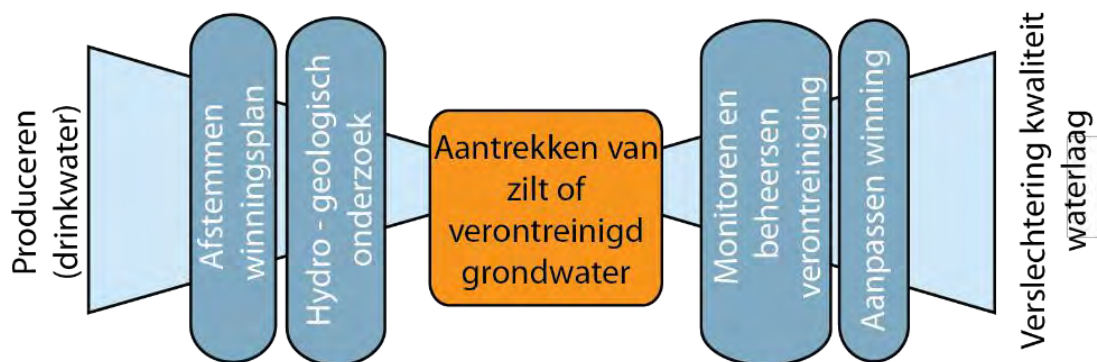 Produceren
(drinkwater)
Afstemmen
winningsplan
Hydro - geologisch
onderzoek
Aantrekken van
zilt of
verontreinigd
grondwater
Monitoren en
beheersen
verontreiniging
Aanpassen winning
Verslechtering kwaliteit
waterlaag